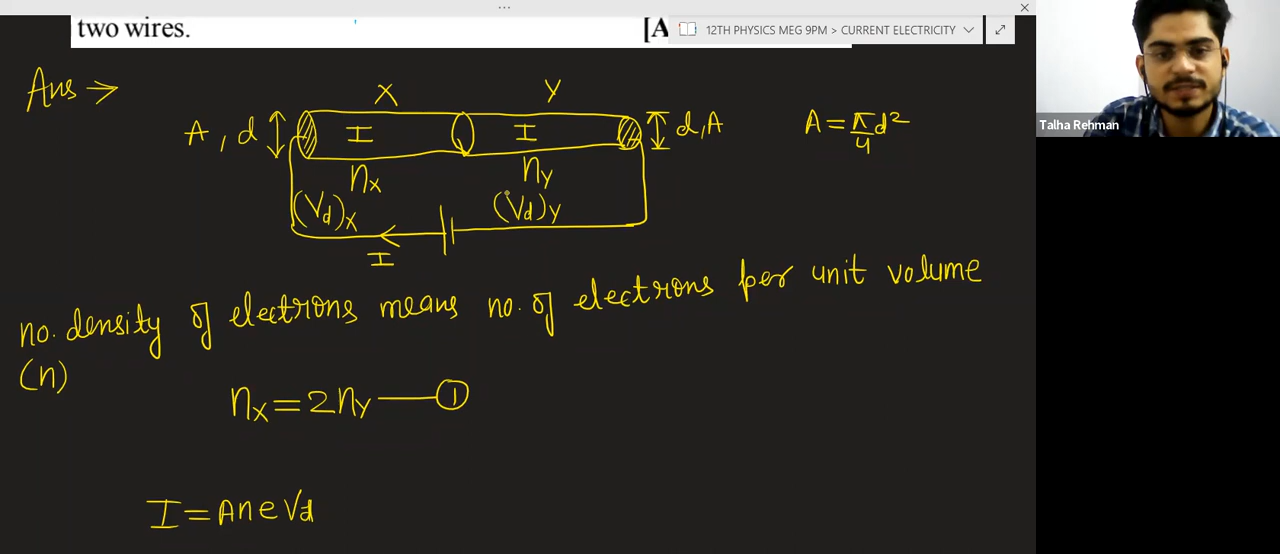 two wires.
[A
12TH PHYSICS MEG 9PM > CURRENT ELECTRICITY
Talha Rehman
Ans →
X Y
A, d I I d, A A = π/4 d²
nx ny
(Vd)x (Vd)y
I
no. density of electrons means no. of electrons per unit volume
(n)
nx = 2ny — ①
I = AneVd